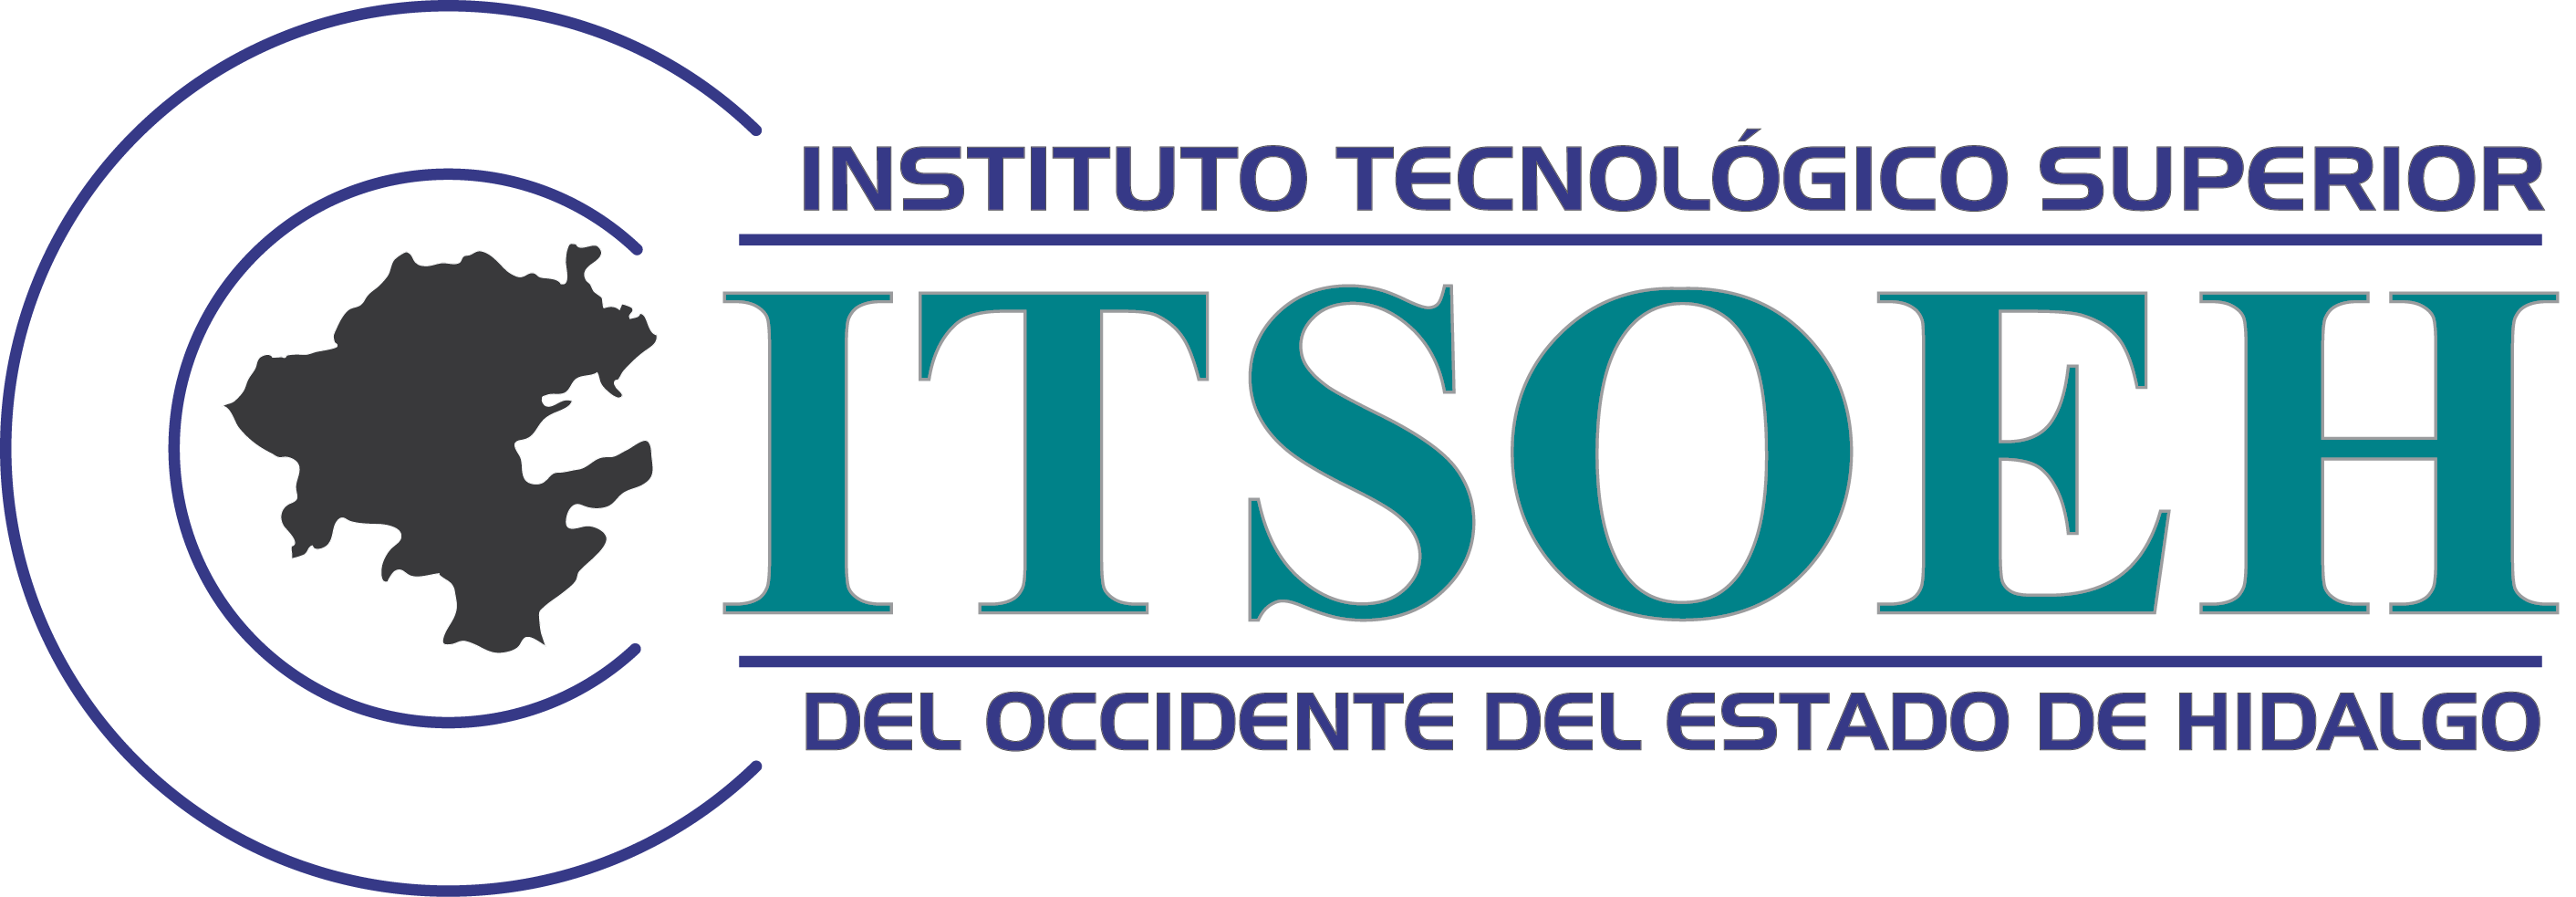 INSTITUTO TECNOLÓGICO SUPERIOR
ITSOEH
DEL OCCIDENTE DEL ESTADO DE HIDALGO